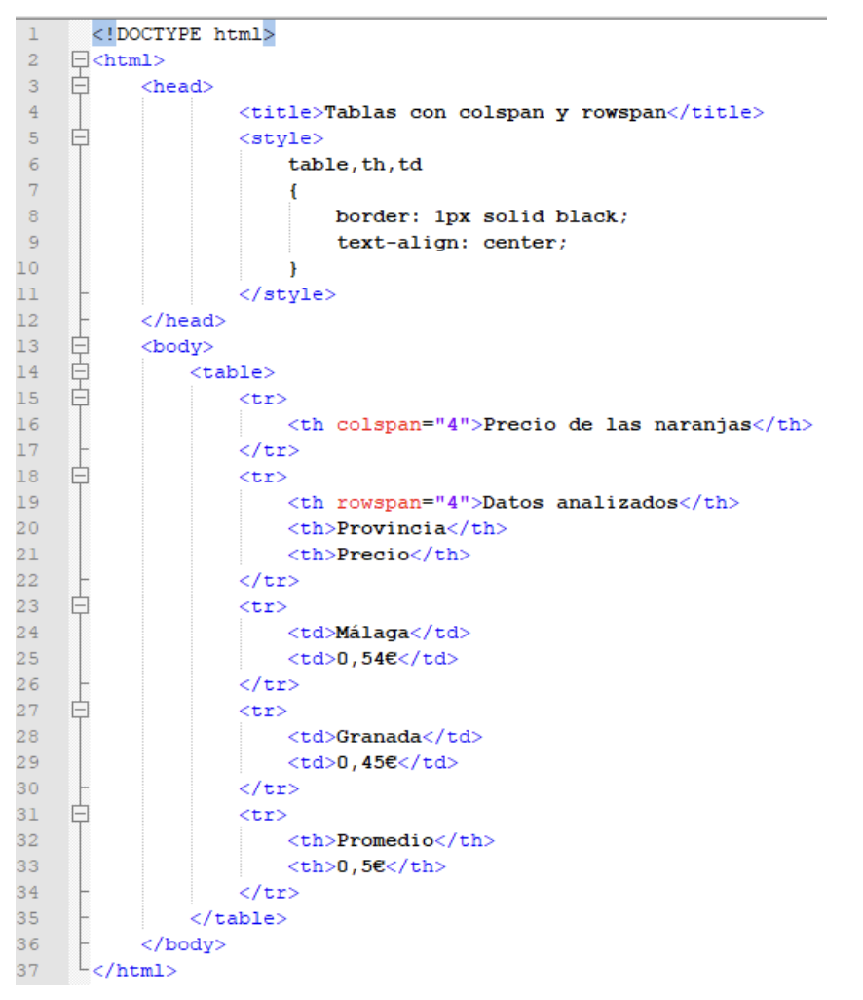 1 <!DOCTYPE html>
2 <html>
3 <head>
4 <title>Tablas con colspan y rowspan</title>
5 <style>
6 table,th,td
7 {
8 border: 1px solid black;
9 text-align: center;
10 }
11 </style>
12 </head>
13 <body>
14 <table>
15 <tr>
16 <th colspan="4">Precio de las naranjas</th>
17 </tr>
18 <tr>
19 <th rowspan="4">Datos analizados</th>
20 <th>Provincia</th>
21 <th>Precio</th>
22 </tr>
23 <tr>
24 <td>Málaga</td>
25 <td>0,54€</td>
26 </tr>
27 <tr>
28 <td>Granada</td>
29 <td>0,45€</td>
30 </tr>
31 <tr>
32 <th>Promedio</th>
33 <th>0,5€</th>
34 </tr>
35 </table>
36 </body>
37 </html>